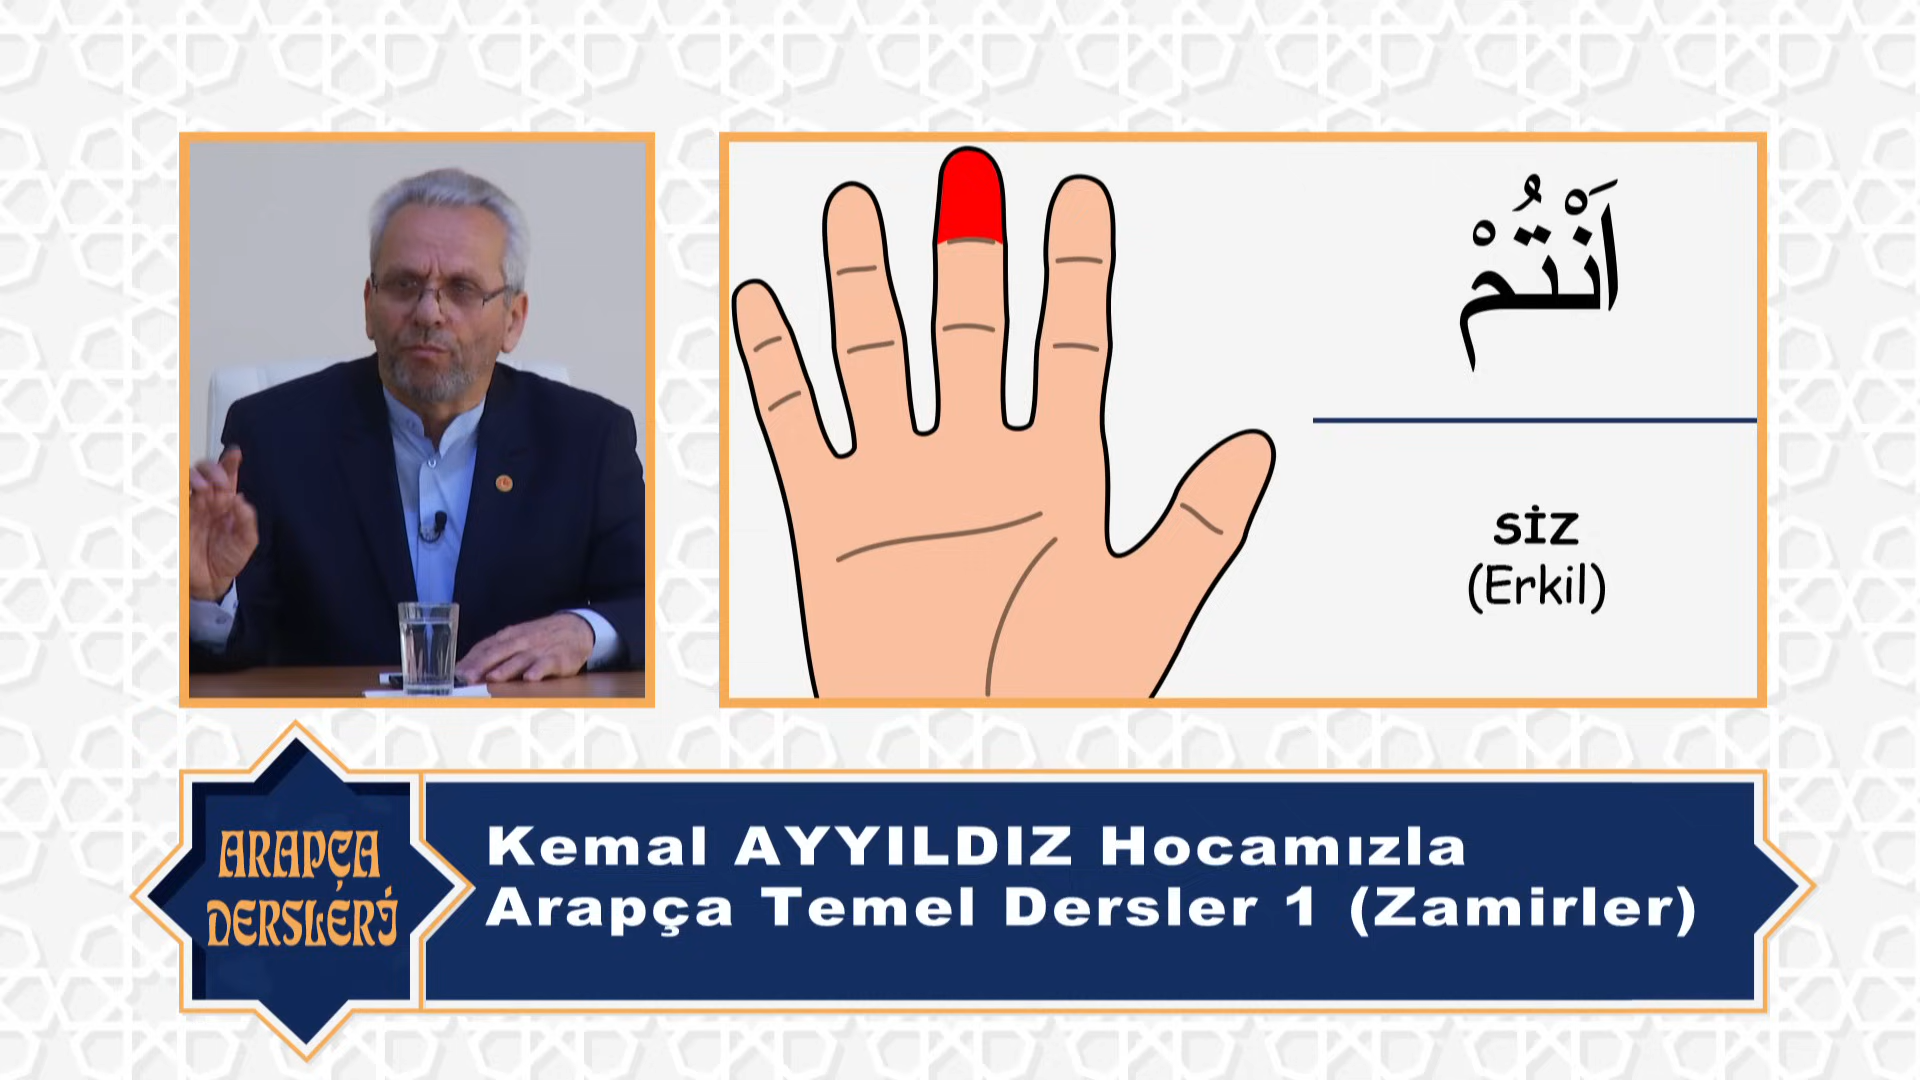 اَنْتُمْ
siz
(Erkil)
ARAPÇA
DERSLERİ
Kemal AYYILDIZ Hocamızla
Arapça Temel Dersler 1 (Zamirler)